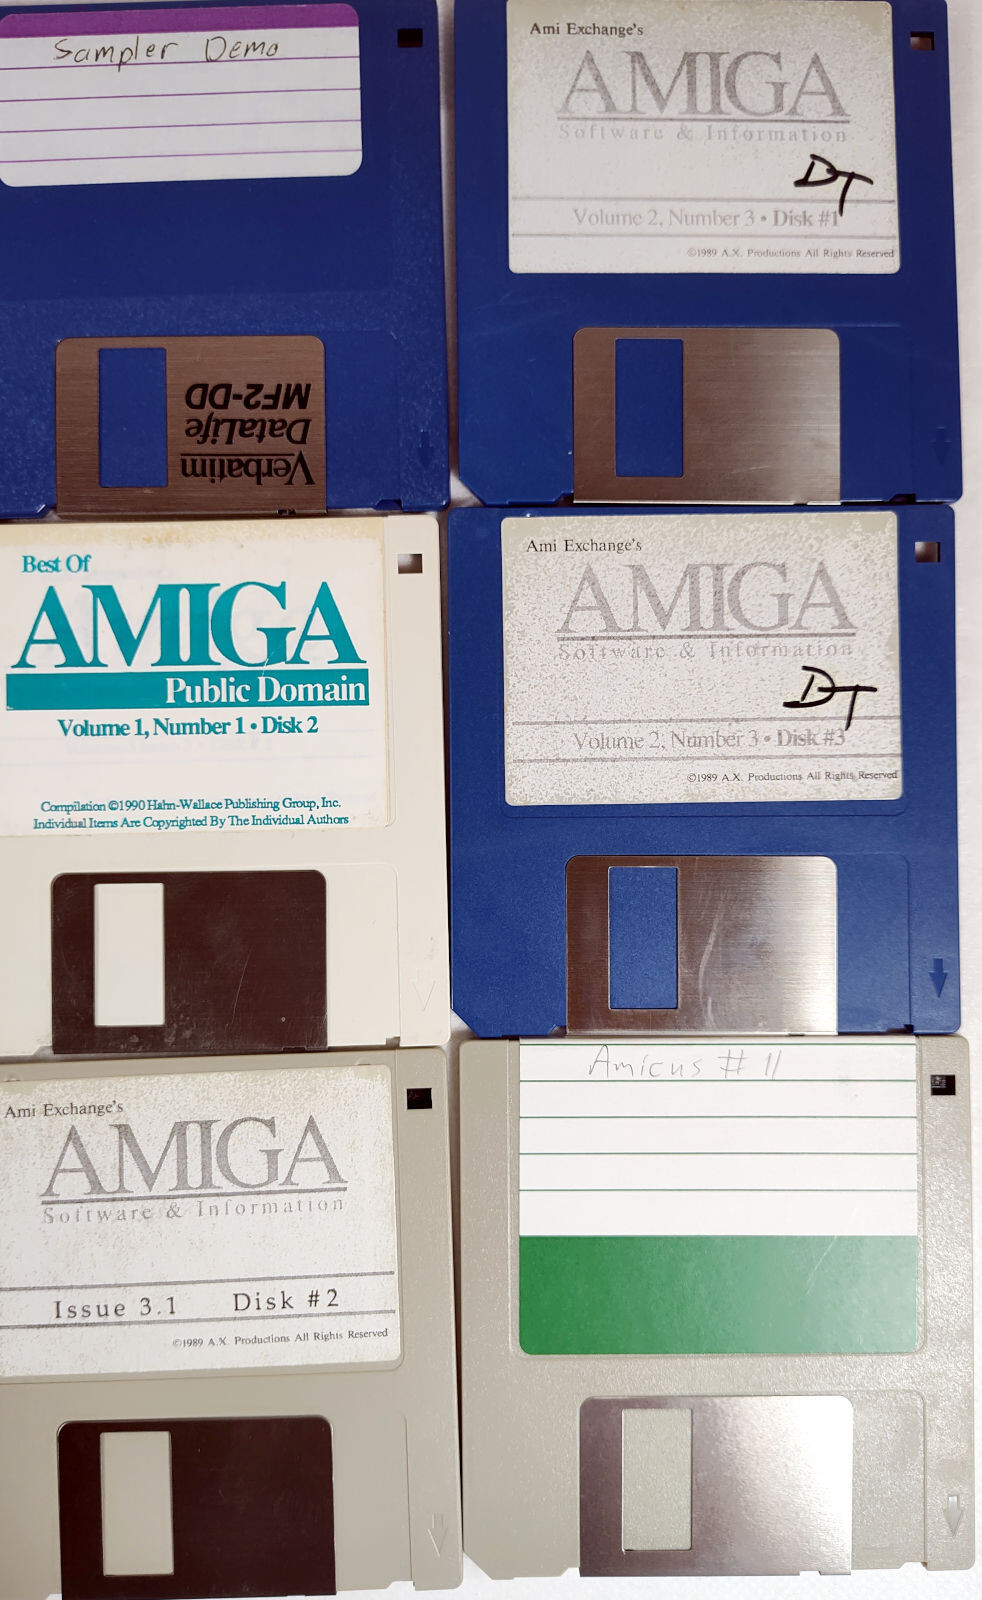 Sampler Demo
Verbatim
DataLife
MF2-DD
Ami Exchange's
AMIGA
Software & Information
DT
Volume 2, Number 3 • Disk #1
©1989 A.X. Productions All Rights Reserved
Best Of
AMIGA
Public Domain
Volume 1, Number 1 • Disk 2
Compilation ©1990 Hahn-Wallace Publishing Group, Inc.
Individual Items Are Copyrighted By The Individual Authors
Ami Exchange's
AMIGA
Software & Information
DT
Volume 2, Number 3 • Disk #3
©1989 A.X. Productions All Rights Reserved
Ami Exchange's
AMIGA
Software & Information
Issue 3.1 Disk #2
©1989 A.X. Productions All Rights Reserved
Amicus #11